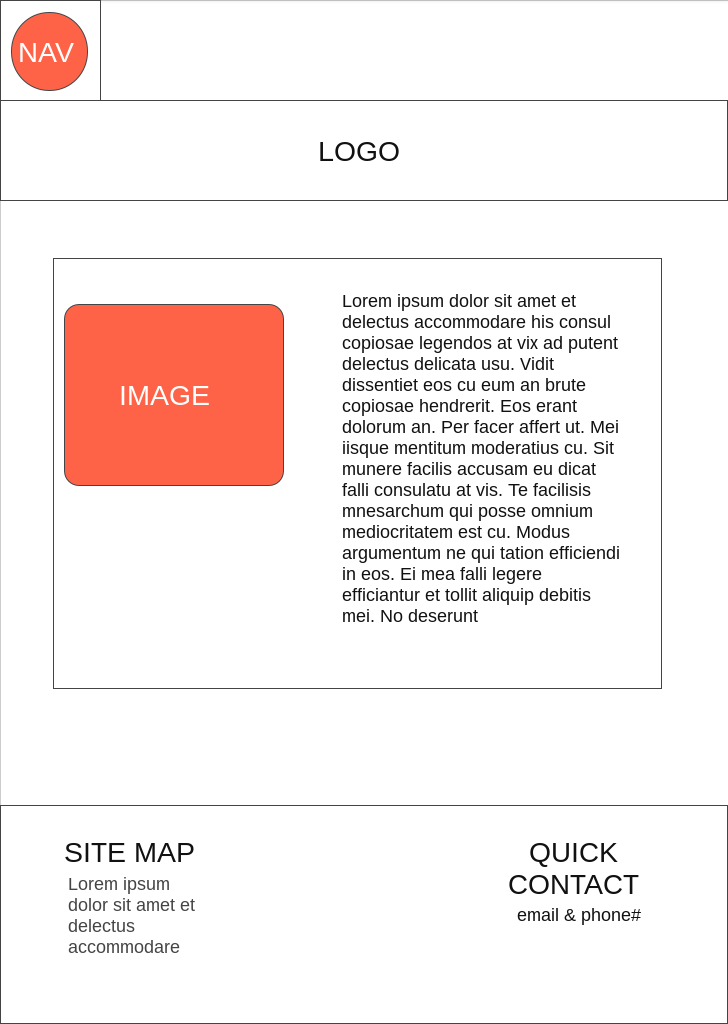 NAV
LOGO
IMAGE
Lorem ipsum dolor sit amet et
delectus accommodare his consul
copiosae legendos at vix ad putent
delectus delicata usu. Vidit
dissentiet eos cu eum an brute
copiosae hendrerit. Eos erant
dolorum an. Per facer affert ut. Mei
iisque mentitum moderatius cu. Sit
munere facilis accusam eu dicat
falli consulatu at vis. Te facilisis
mnesarchum qui posse omnium
mediocritatem est cu. Modus
argumentum ne qui tation efficiendi
in eos. Ei mea falli legere
efficiantur et tollit aliquip debitis
mei. No deserunt
SITE MAP
Lorem ipsum
dolor sit amet et
delectus
accommodare
QUICK
CONTACT
email & phone#